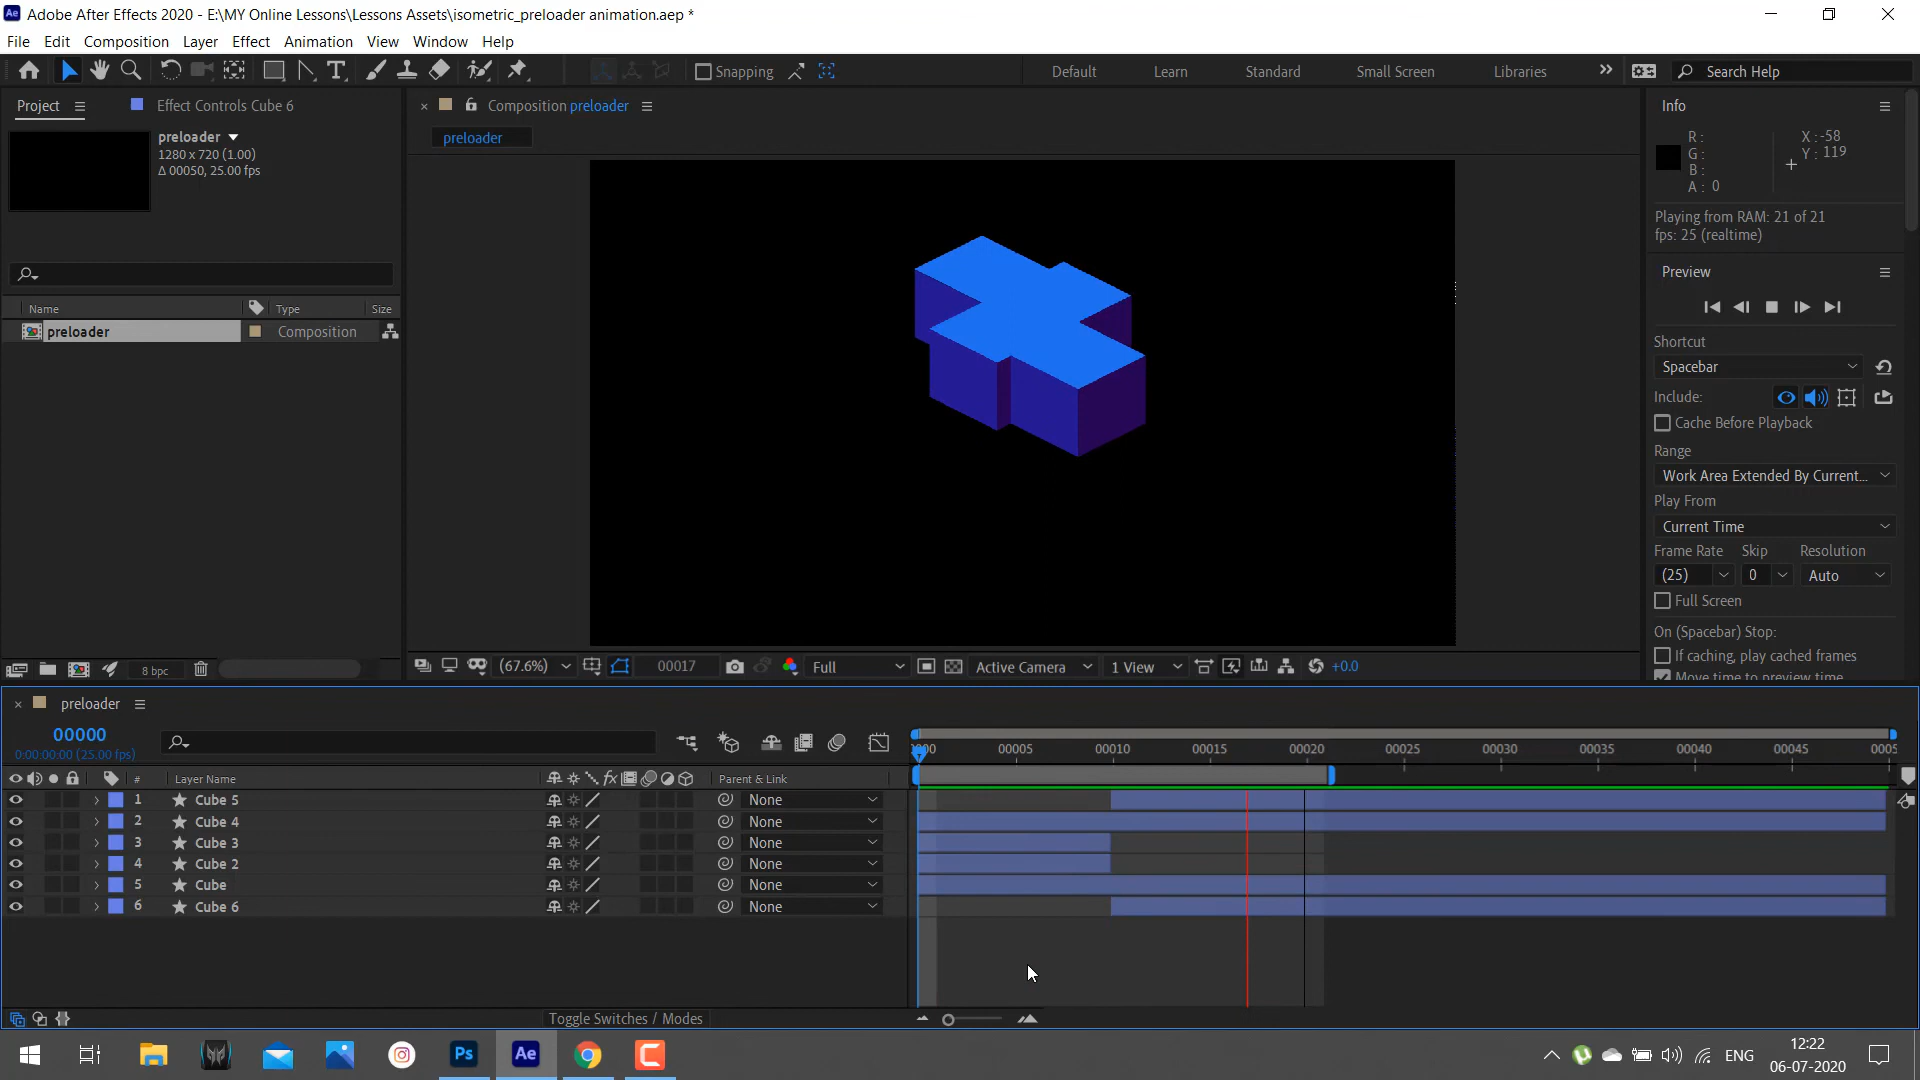 Adobe After Effects 2020 - E:\MY Online Lessons\Lessons Assets\isometric_preloader animation.aep *
File Edit Composition Layer Effect Animation View Window Help
Snapping Default Learn Standard Small Screen Libraries Search Help
Project Effect Controls Cube 6 Composition preloader Info
preloader
1280 x 720 (1.00)
Δ 00050, 25.00 fps
preloader
R :
G :
B :
A : 0
X : -58
Y : 119
Playing from RAM: 21 of 21
fps: 25 (realtime)
Preview
Name Type Size
preloader Composition
Shortcut
Spacebar
Include:
Cache Before Playback
Range
Work Area Extended By Current...
Play From
Current Time
Frame Rate Skip Resolution
(25) 0 Auto
Full Screen
On (Spacebar) Stop:
If caching, play cached frames
Move time to preview time
8 bpc (67.6%) 00017 Full Active Camera 1 View +0.0
preloader
00000
0:00:00:00 (25.00 fps)
00005 00010 00015 00020 00025 00030 00035 00040 00045
# Layer Name Parent & Link
1 Cube 5 None
2 Cube 4 None
3 Cube 3 None
4 Cube 2 None
5 Cube None
6 Cube 6 None
Toggle Switches / Modes
Ps Ae ENG
12:22
06-07-2020